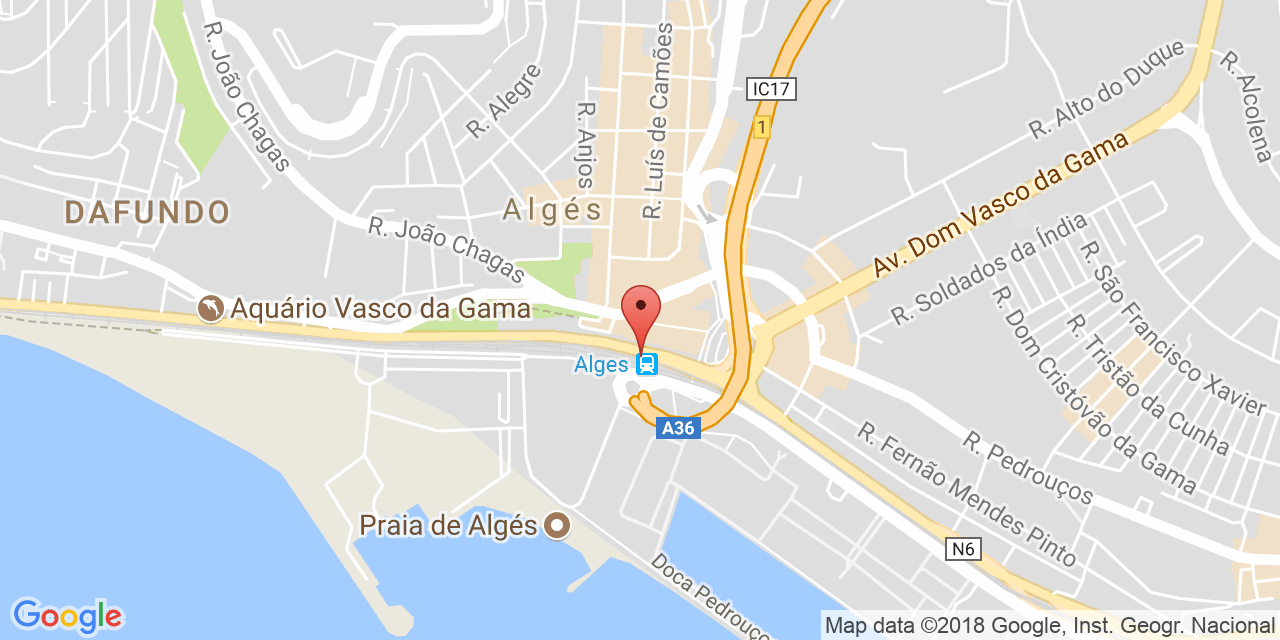 R. João Chagas
R. Alegre
R. Anjos
R. Luís de Camões
IC17
1
R. Alto do Duque
R. Alcolena
DAFUNDO
Algés
R. João Chagas
Av. Dom Vasco da Gama
R. Soldados da Índia
R. São Francisco Xavier
Aquário Vasco da Gama
R. Dom Cristóvão da Gama
R. Tristão da Cunha
Alges
A36
R. Fernão Mendes Pinto
R. Pedrouços
Praia de Algés
N6
Doca Pedrouço
Google
Map data ©2018 Google, Inst. Geogr. Nacional